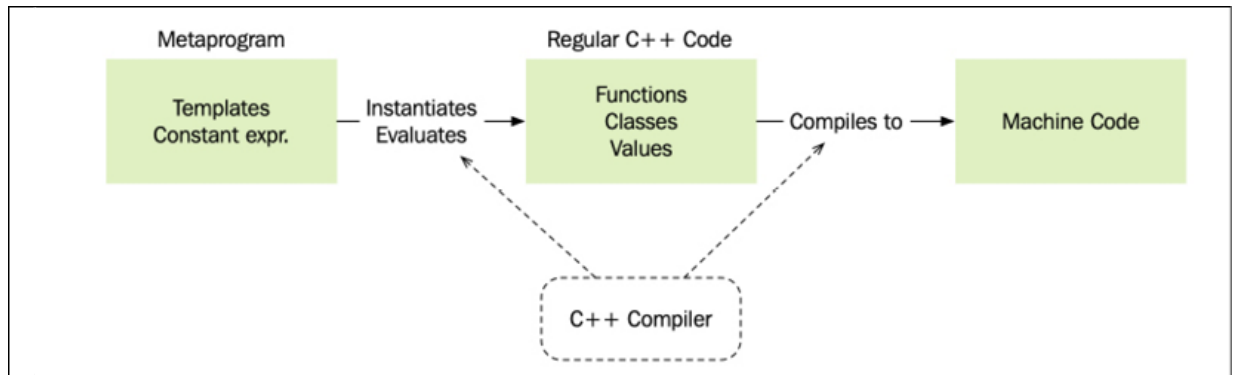 Metaprogram
Templates
Constant expr.
Instantiates
Evaluates
Regular C++ Code
Functions
Classes
Values
Compiles to
Machine Code
C++ Compiler